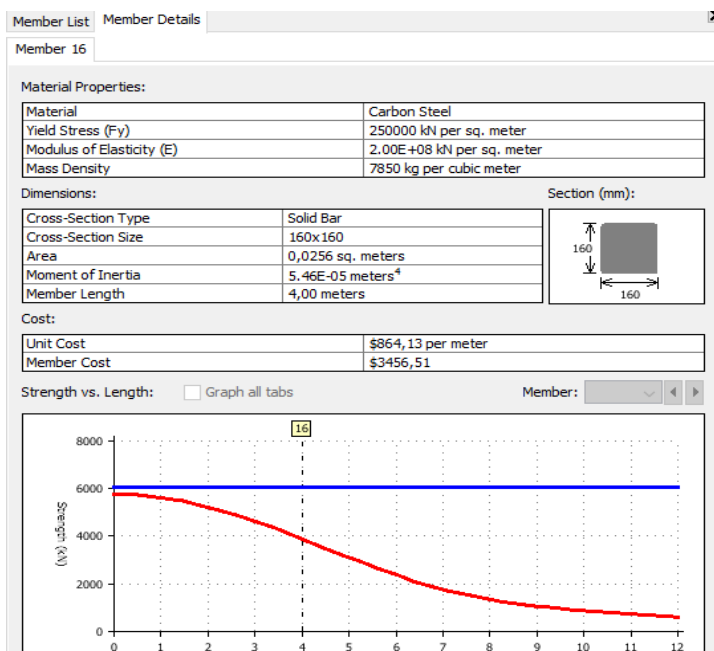 Member List Member Details
Member 16
Material Properties:
Material Carbon Steel
Yield Stress (Fy) 250000 kN per sq. meter
Modulus of Elasticity (E) 2.00E+08 kN per sq. meter
Mass Density 7850 kg per cubic meter
Dimensions: Section (mm):
Cross-Section Type Solid Bar
Cross-Section Size 160x160
Area 0,0256 sq. meters
Moment of Inertia 5.46E-05 meters⁴
Member Length 4,00 meters
160
160
Cost:
Unit Cost $864,13 per meter
Member Cost $3456,51
Strength vs. Length: Graph all tabs Member:
16
8000
6000
4000
2000
0
Strength (kN)
0 1 2 3 4 5 6 7 8 9 10 11 12